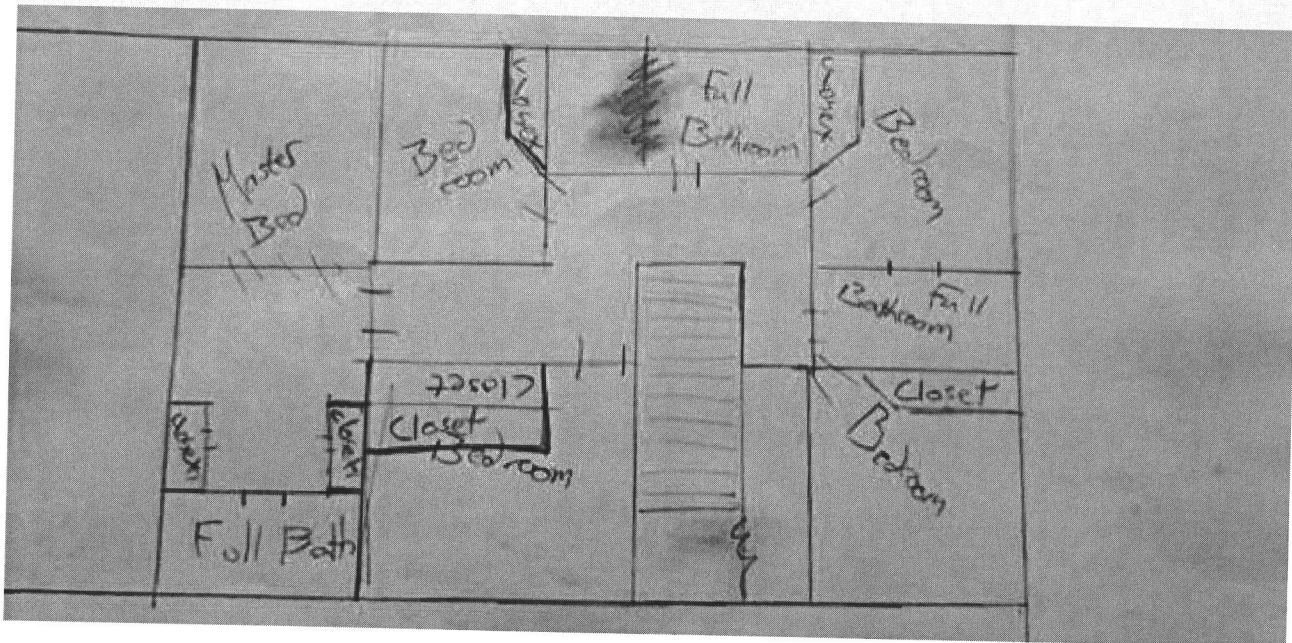 Closet
Full
Bathroom
Closet
Bed
room
Bedroom
Master
Bed
Bathroom
Full
Closet
Closet
Closet
Bedroom
Closet
Closet
Bedroom
Full Bath